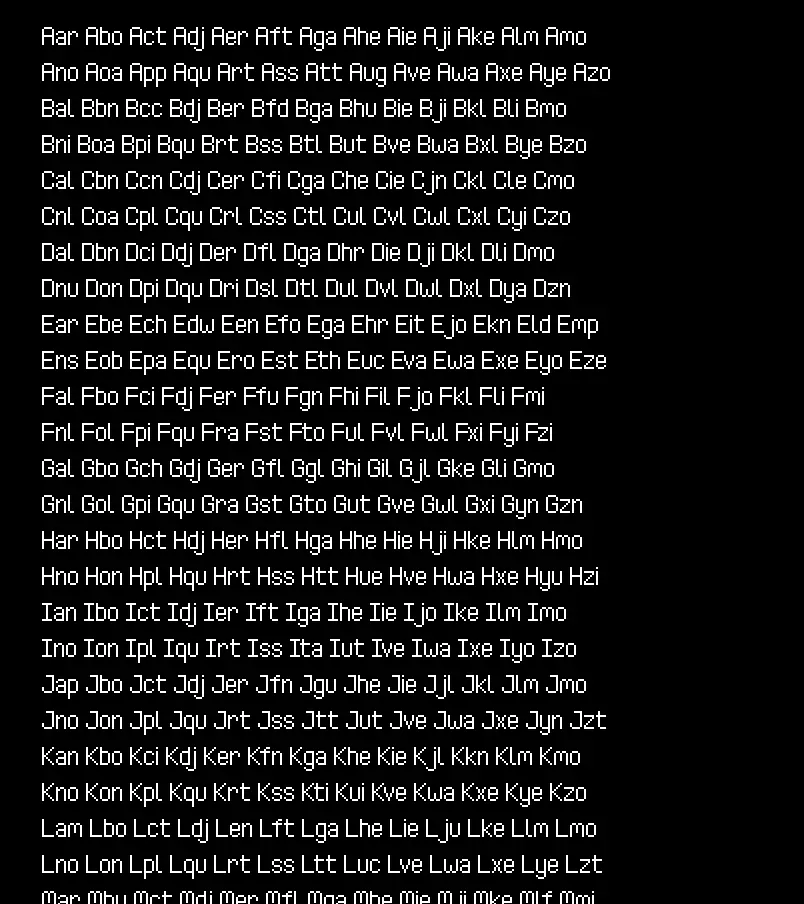 Aar Abo Act Adj Aer Aft Aga Ahe Aie Aji Ake Alm Amo
Ano Aoa App Aqu Art Ass Att Aug Ave Awa Axe Aye Azo
Bal Bbn Bcc Bdj Ber Bfd Bga Bhu Bie Bji Bkl Bli Bmo
Bni Boa Bpi Bqu Brt Bss Btl But Bve Bwa Bxl Bye Bzo
Cal Cbn Ccn Cdj Cer Cfi Cga Che Cie Cjn Ckl Cle Cmo
Cnl Coa Cpl Cqu Crl Css Ctl Cul Cvl Cwl Cxl Cyi Czo
Dal Dbn Dci Ddj Der Dfl Dga Dhr Die Dji Dkl Dli Dmo
Dnu Don Dpi Dqu Dri Dsl Dtl Dul Dvl Dwl Dxl Dya Dzn
Ear Ebe Ech Edw Een Efo Ega Ehr Eit Ejo Ekn Eld Emp
Ens Eob Epa Equ Ero Est Eth Euc Eva Ewa Exe Eyo Eze
Fal Fbo Fci Fdj Fer Ffu Fgn Fhi Fil Fjo Fkl Fli Fmi
Fnl Fol Fpi Fqu Fra Fst Fto Ful Fvl Fwl Fxi Fyi Fzi
Gal Gbo Gch Gdj Ger Gfl Ggl Ghi Gil Gjl Gke Gli Gmo
Gnl Gol Gpi Gqu Gra Gst Gto Gut Gve Gwl Gxi Gyn Gzn
Har Hbo Hct Hdj Her Hfl Hga Hhe Hie Hji Hke Hlm Hmo
Hno Hon Hpl Hqu Hrt Hss Htt Hue Hve Hwa Hxe Hyu Hzi
Ian Ibo Ict Idj Ier Ift Iga Ihe Iie Ijo Ike Ilm Imo
Ino Ion Ipl Iqu Irt Iss Ita Iut Ive Iwa Ixe Iyo Izo
Jap Jbo Jct Jdj Jer Jfn Jgu Jhe Jie Jjl Jkl Jlm Jmo
Jno Jon Jpl Jqu Jrt Jss Jtt Jut Jve Jwa Jxe Jyn Jzt
Kan Kbo Kci Kdj Ker Kfn Kga Khe Kie Kjl Kkn Klm Kmo
Kno Kon Kpl Kqu Krt Kss Kti Kui Kve Kwa Kxe Kye Kzo
Lam Lbo Lct Ldj Len Lft Lga Lhe Lie Lju Lke Llm Lmo
Lno Lon Lpl Lqu Lrt Lss Ltt Luc Lve Lwa Lxe Lye Lzt
Mar Mbu Mct Mdj Mer Mfl Mga Mhe Mie Mji Mke Mlf Mmi